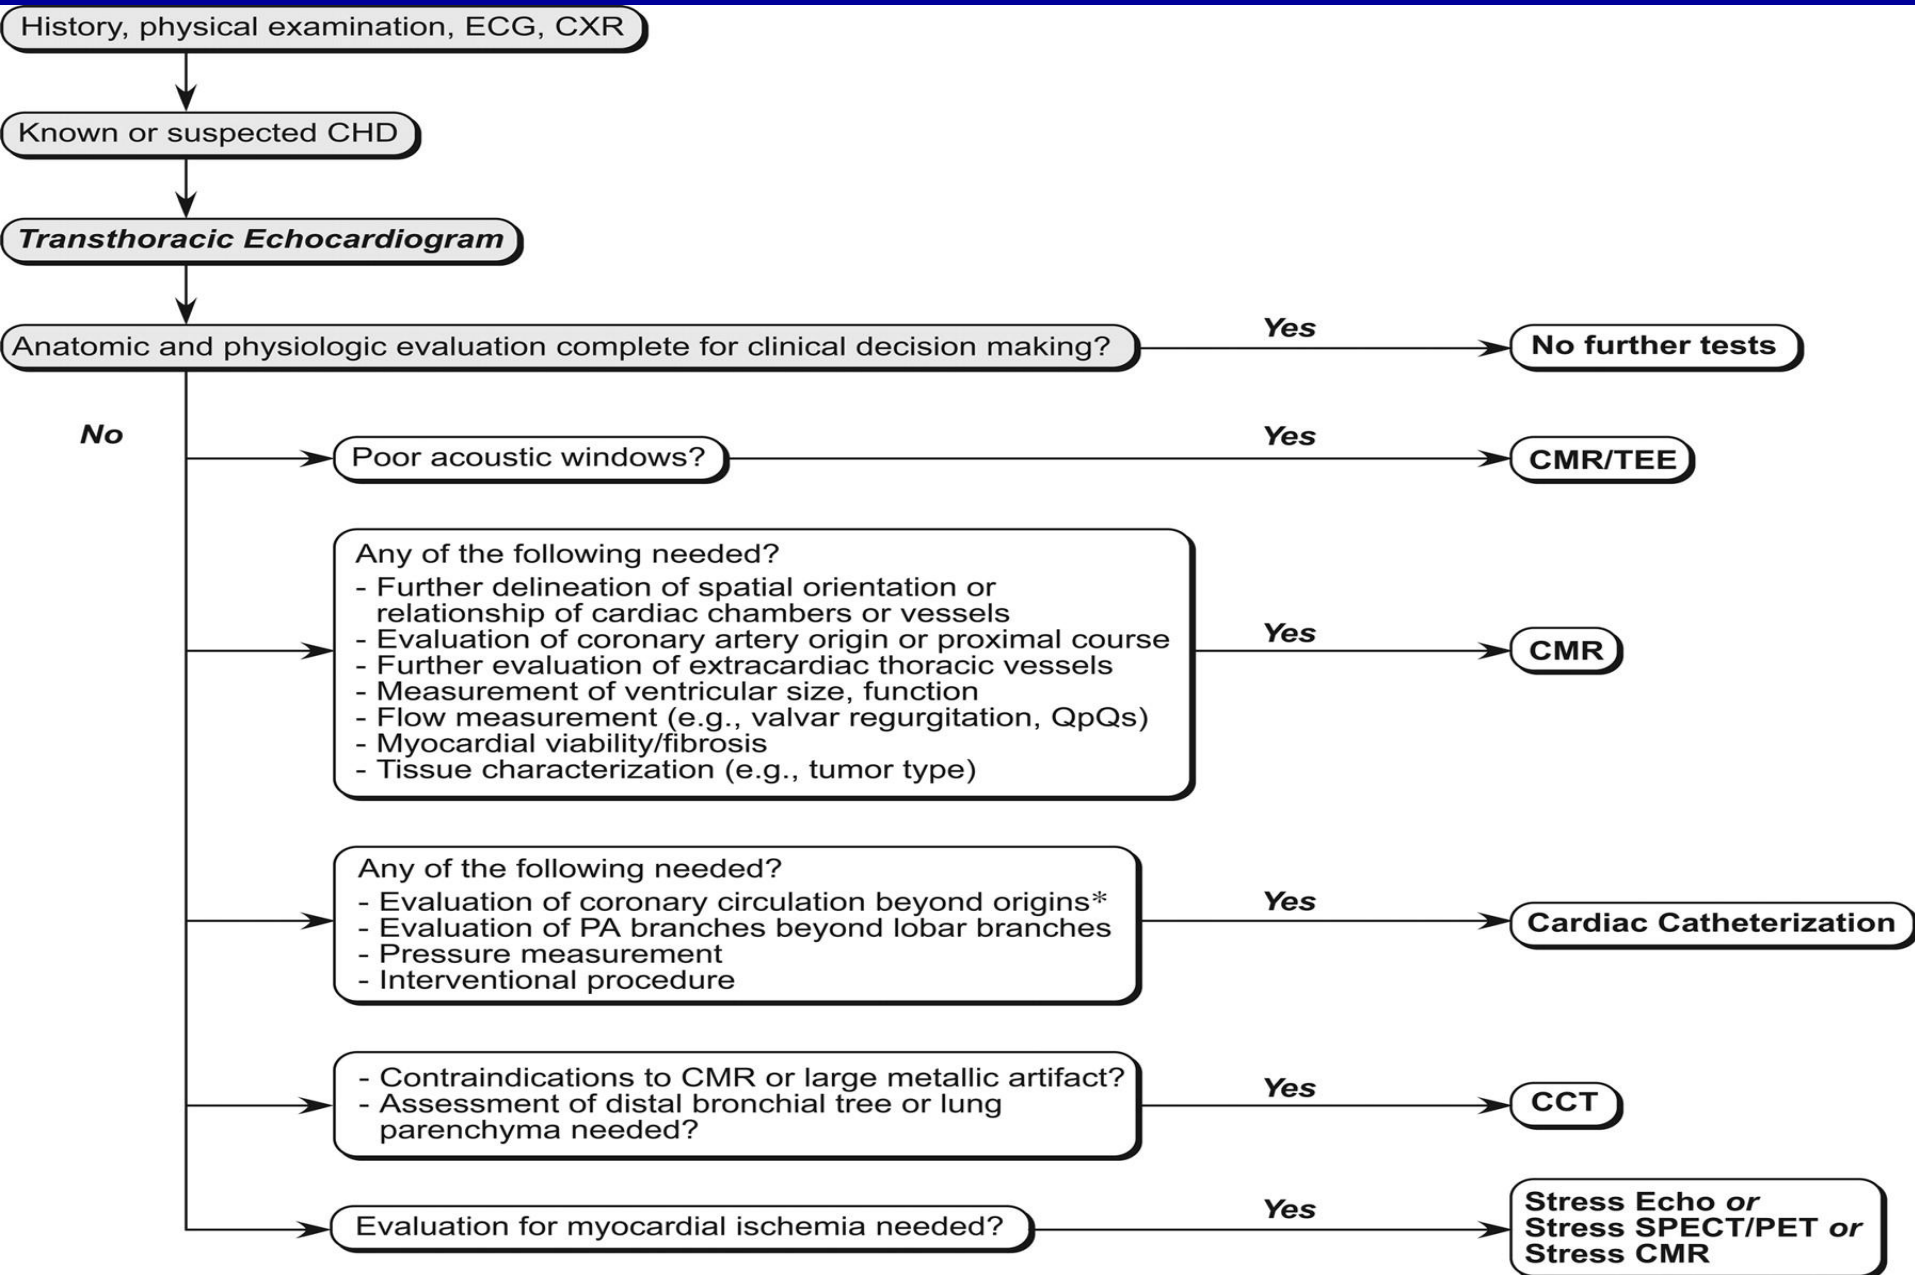 History, physical examination, ECG, CXR
Known or suspected CHD
Transthoracic Echocardiogram
Anatomic and physiologic evaluation complete for clinical decision making?
Yes
No further tests
No
Poor acoustic windows?
Yes
CMR/TEE
Any of the following needed?
- Further delineation of spatial orientation or
relationship of cardiac chambers or vessels
- Evaluation of coronary artery origin or proximal course
- Further evaluation of extracardiac thoracic vessels
- Measurement of ventricular size, function
- Flow measurement (e.g., valvar regurgitation, QpQs)
- Myocardial viability/fibrosis
- Tissue characterization (e.g., tumor type)
Yes
CMR
Any of the following needed?
- Evaluation of coronary circulation beyond origins*
- Evaluation of PA branches beyond lobar branches
- Pressure measurement
- Interventional procedure
Yes
Cardiac Catheterization
- Contraindications to CMR or large metallic artifact?
- Assessment of distal bronchial tree or lung
parenchyma needed?
Yes
CCT
Evaluation for myocardial ischemia needed?
Yes
Stress Echo or
Stress SPECT/PET or
Stress CMR